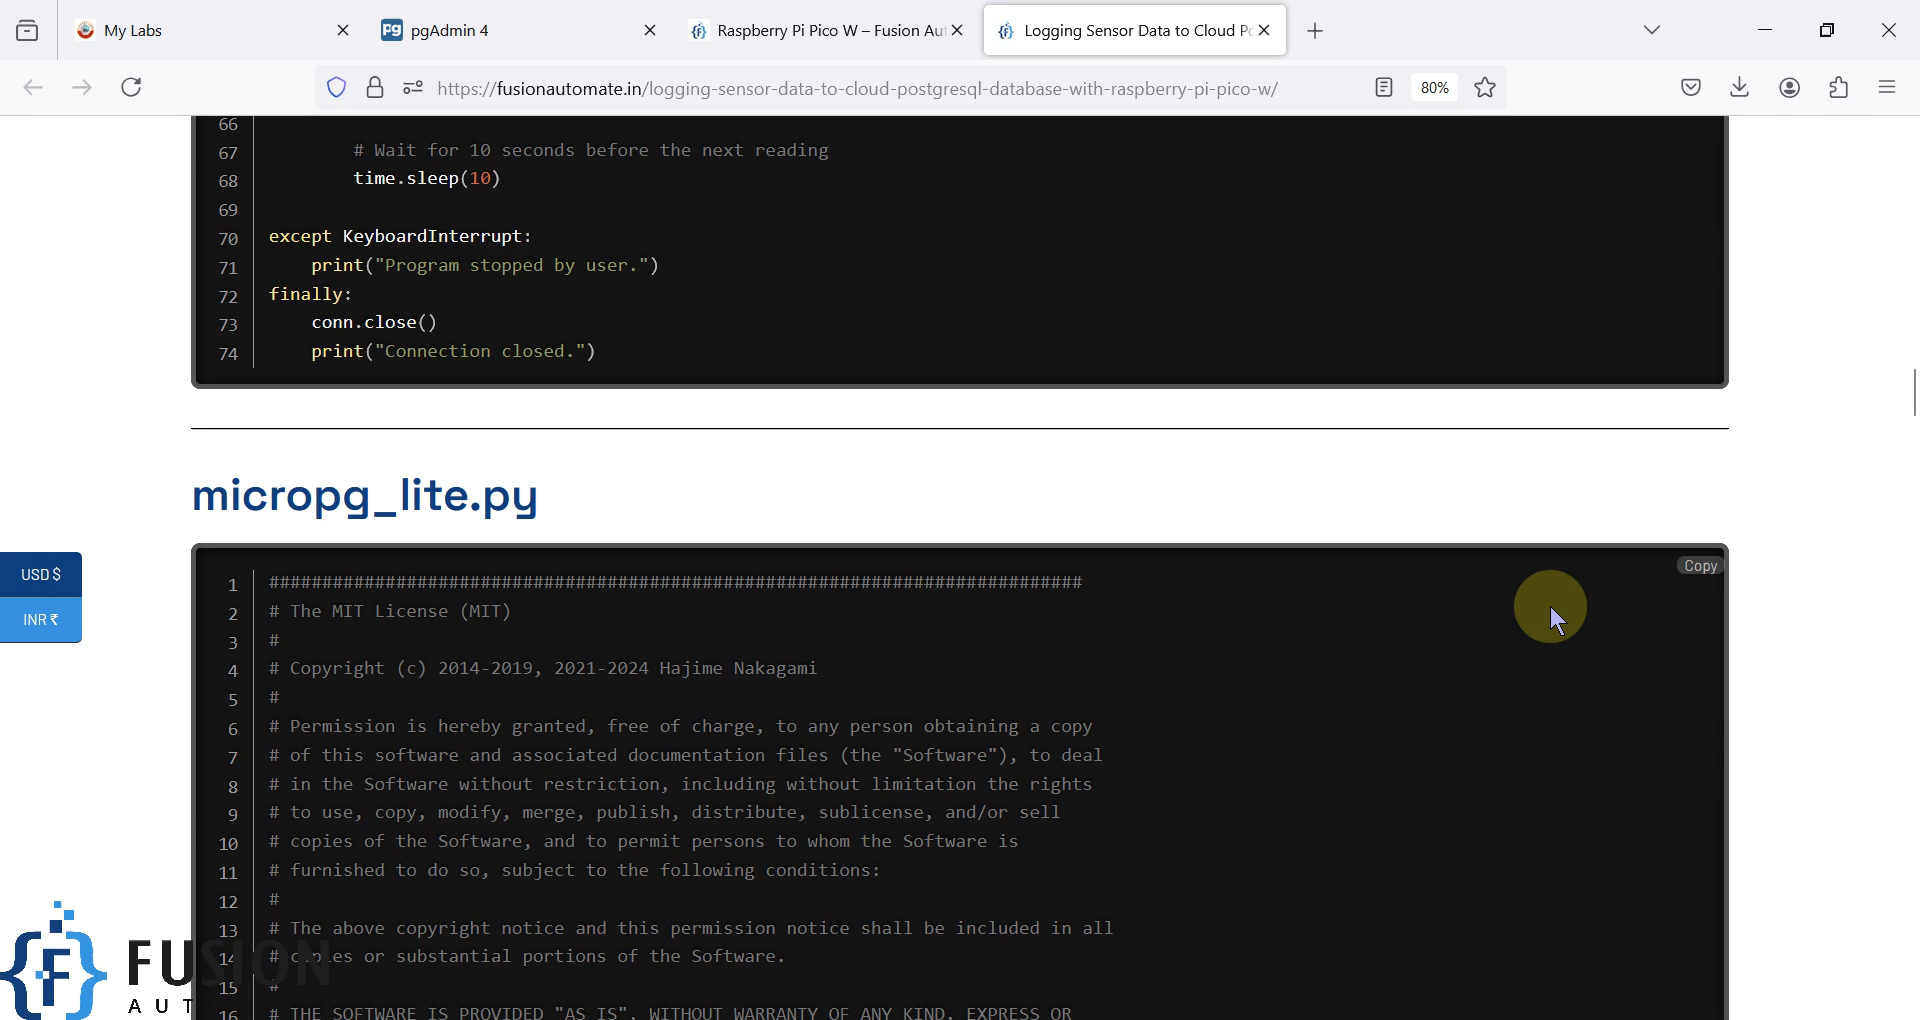 My Labs
pgAdmin 4
Raspberry Pi Pico W – Fusion Aut
Logging Sensor Data to Cloud Po
https://fusionautomate.in/logging-sensor-data-to-cloud-postgresql-database-with-raspberry-pi-pico-w/
80%
66
67 # Wait for 10 seconds before the next reading
68 time.sleep(10)
69
70 except KeyboardInterrupt:
71 print("Program stopped by user.")
72 finally:
73 conn.close()
74 print("Connection closed.")
micropg_lite.py
Copy
USD $
INR ₹
1 #############################################################################
2 # The MIT License (MIT)
3 #
4 # Copyright (c) 2014-2019, 2021-2024 Hajime Nakagami
5 #
6 # Permission is hereby granted, free of charge, to any person obtaining a copy
7 # of this software and associated documentation files (the "Software"), to deal
8 # in the Software without restriction, including without limitation the rights
9 # to use, copy, modify, merge, publish, distribute, sublicense, and/or sell
10 # copies of the Software, and to permit persons to whom the Software is
11 # furnished to do so, subject to the following conditions:
12 #
13 # The above copyright notice and this permission notice shall be included in all
14 # copies or substantial portions of the Software.
15 #
16 # THE SOFTWARE IS PROVIDED "AS IS", WITHOUT WARRANTY OF ANY KIND, EXPRESS OR
FUSION
AUT